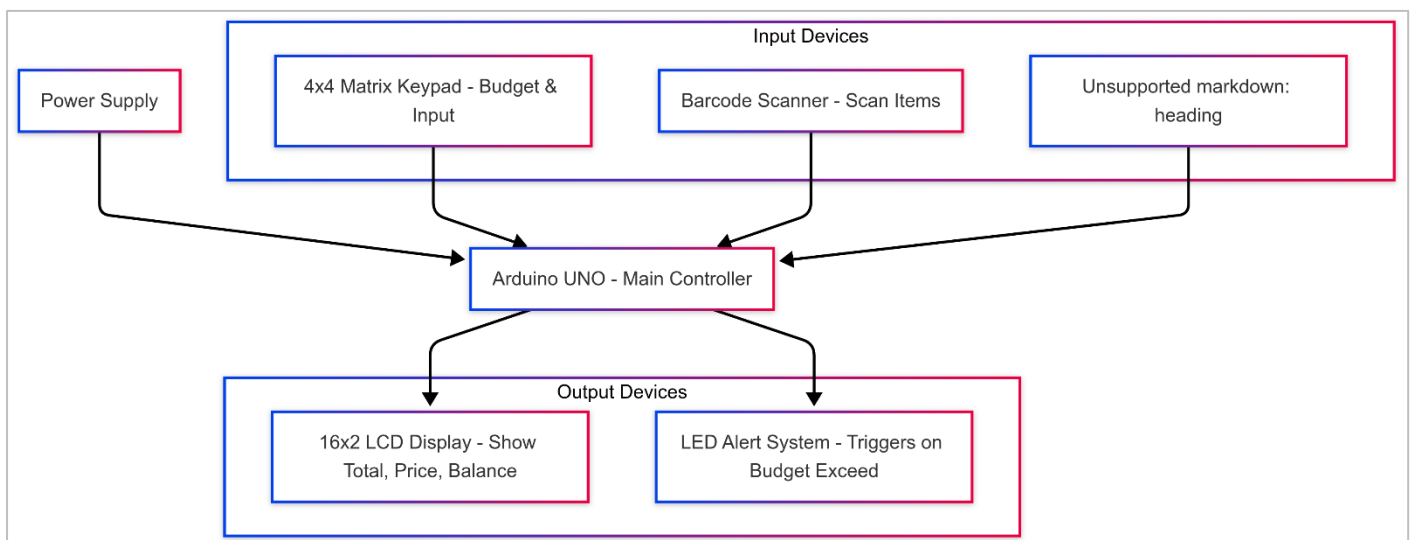 Input Devices
Power Supply
4x4 Matrix Keypad - Budget &
Input
Barcode Scanner - Scan Items
Unsupported markdown:
heading
Arduino UNO - Main Controller
Output Devices
16x2 LCD Display - Show
Total, Price, Balance
LED Alert System - Triggers on
Budget Exceed